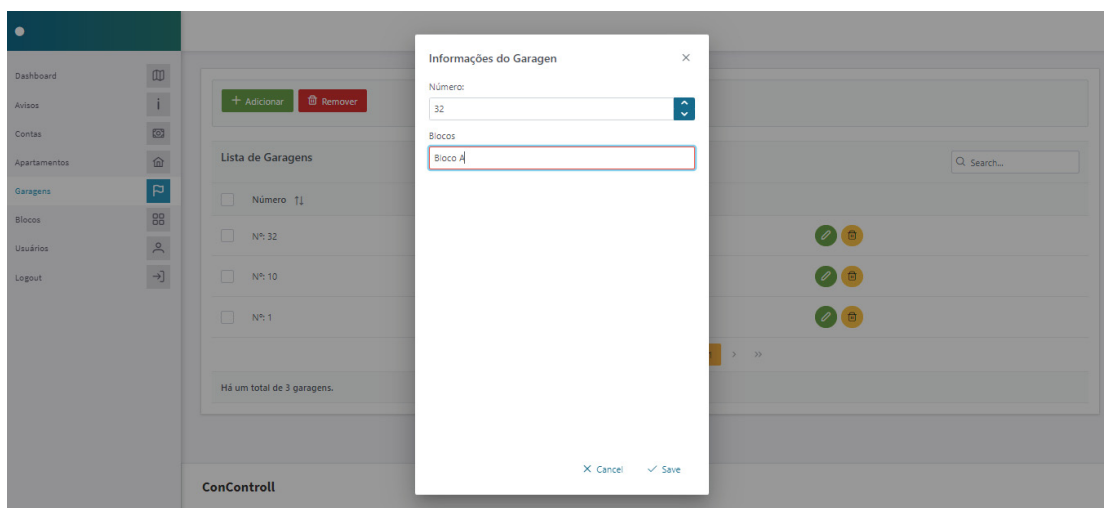 Dashboard
Avisos
Contas
Apartamentos
Garagens
Blocos
Usuários
Logout
Adicionar
Remover
Lista de Garagens
Search...
Número
Nº: 32
Nº: 10
Nº: 1
Há um total de 3 garagens.
ConControll
Informações do Garagen
Número:
32
Blocos
Bloco A
Cancel
Save